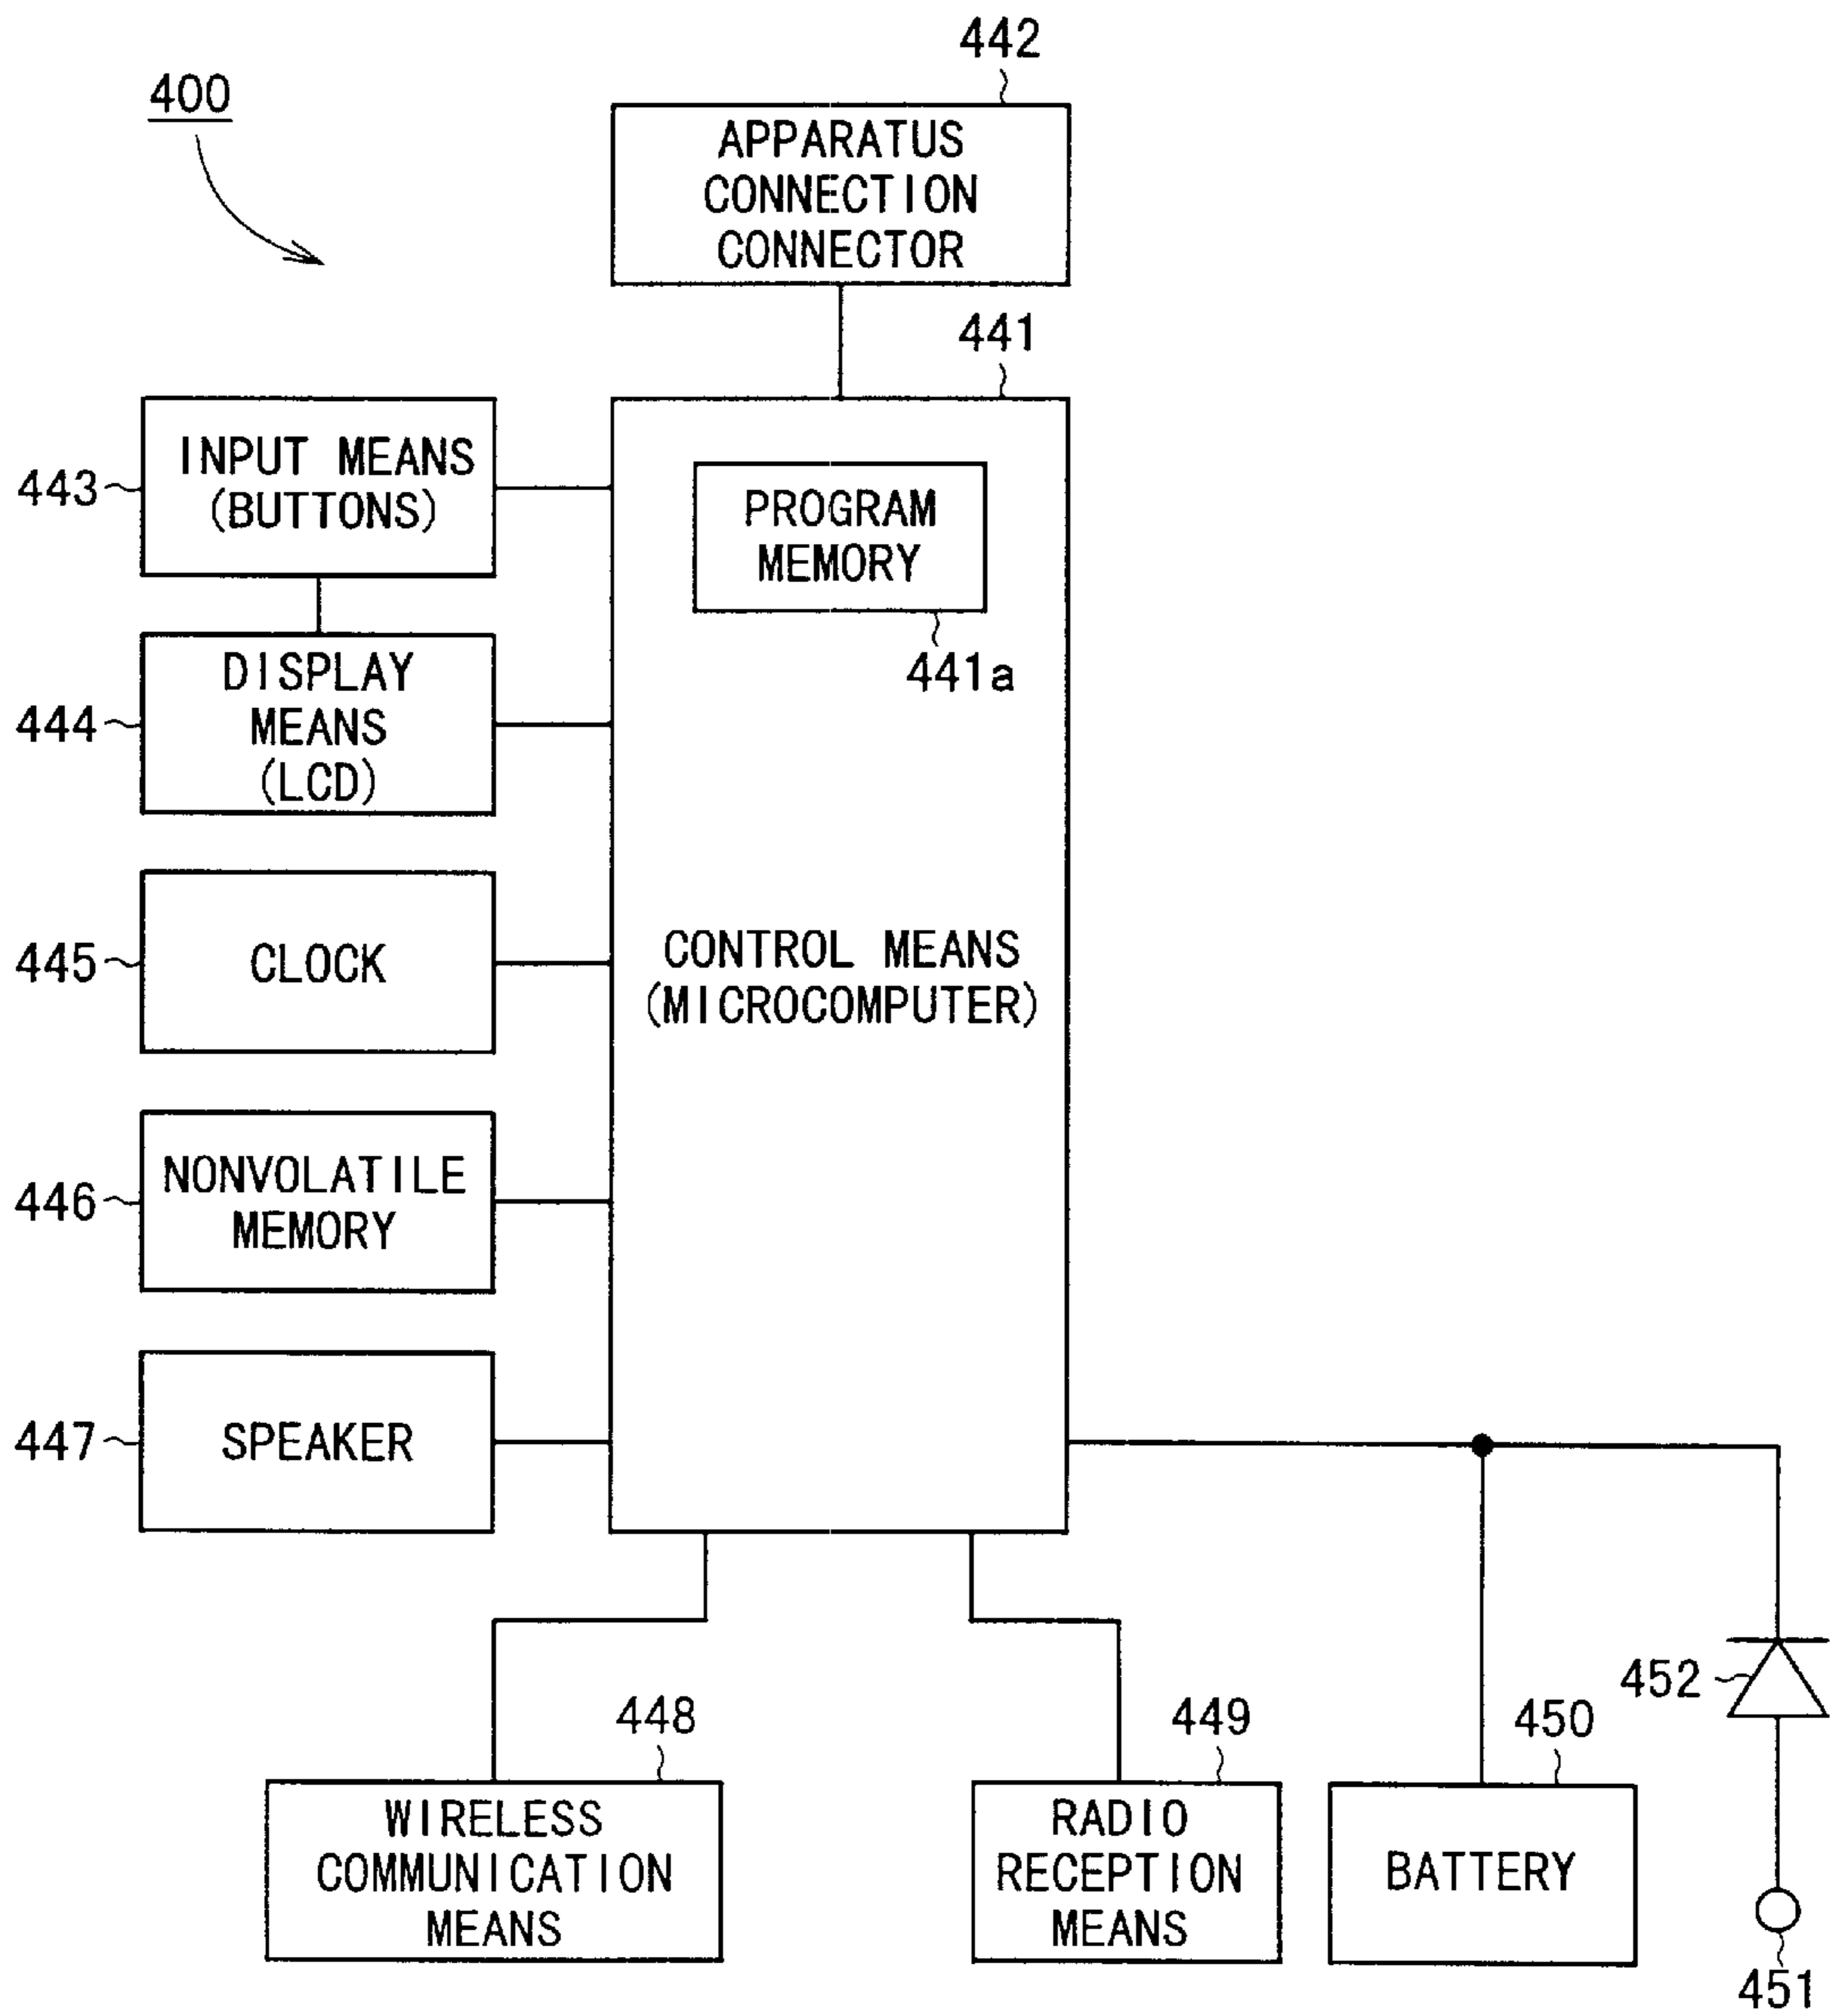 400
442
APPARATUS
CONNECTION
CONNECTOR
441
443
INPUT MEANS
(BUTTONS)
PROGRAM
MEMORY
441a
444
DISPLAY
MEANS
(LCD)
445
CLOCK
CONTROL MEANS
(MICROCOMPUTER)
446
NONVOLATILE
MEMORY
447
SPEAKER
448
WIRELESS
COMMUNICATION
MEANS
449
RADIO
RECEPTION
MEANS
450
BATTERY
452
451